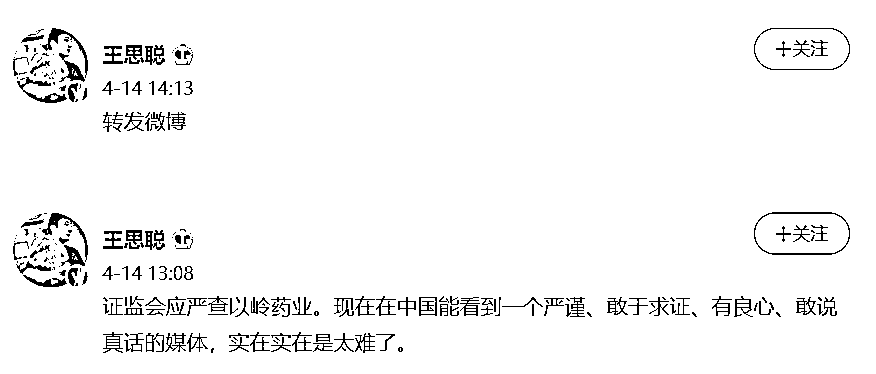 王思聪
+关注
4-14 14:13
转发微博
王思聪
+关注
4-14 13:08
证监会应严查以岭药业。现在在中国能看到一个严谨、敢于求证、有良心、敢说
真话的媒体，实在实在是太难了。